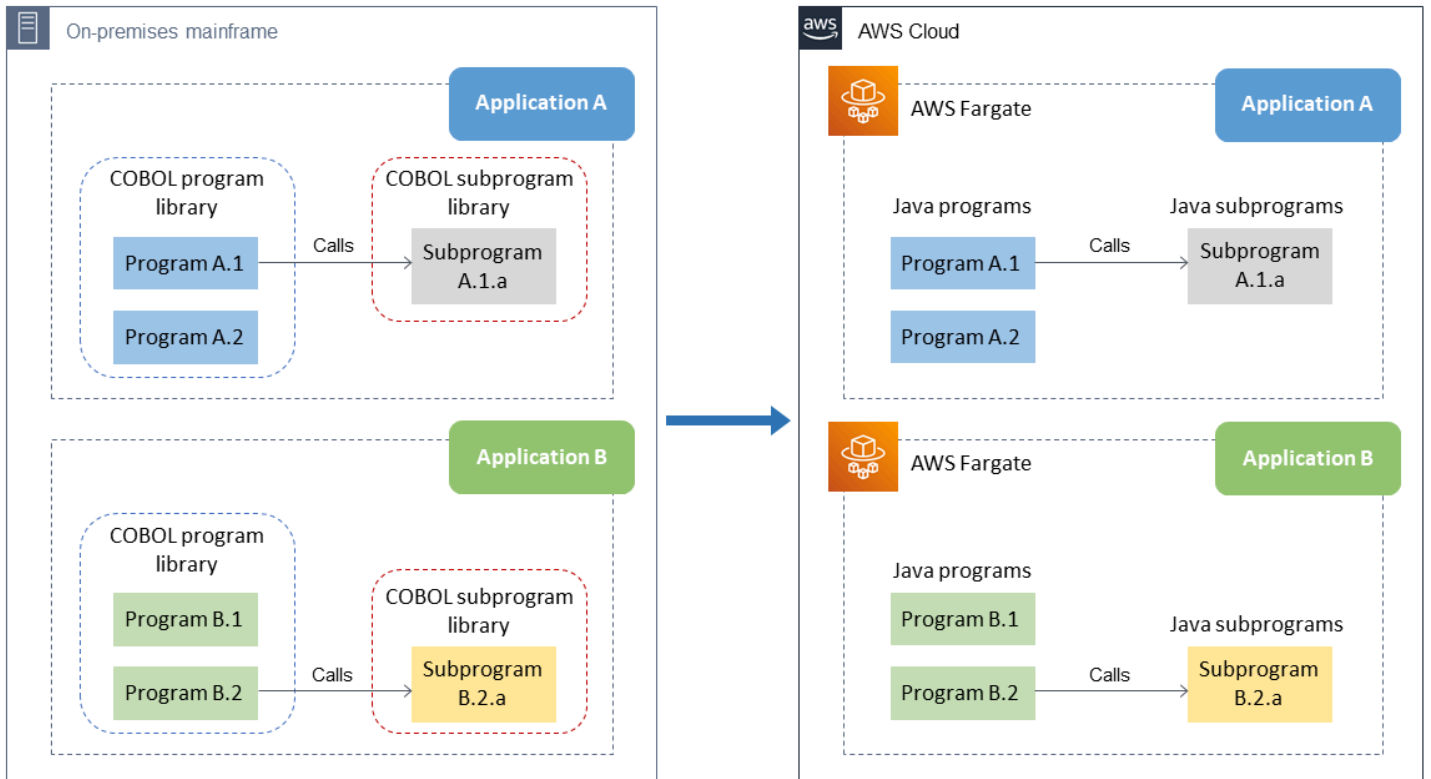 On-premises mainframe
Application A
COBOL program
library
COBOL subprogram
library
Program A.1
Calls
Subprogram
A.1.a
Program A.2
Application B
COBOL program
library
COBOL subprogram
library
Program B.1
Program B.2
Calls
Subprogram
B.2.a
aws
AWS Cloud
AWS Fargate
Application A
Java programs
Java subprograms
Program A.1
Calls
Subprogram
A.1.a
Program A.2
AWS Fargate
Application B
Java programs
Program B.1
Java subprograms
Program B.2
Calls
Subprogram
B.2.a